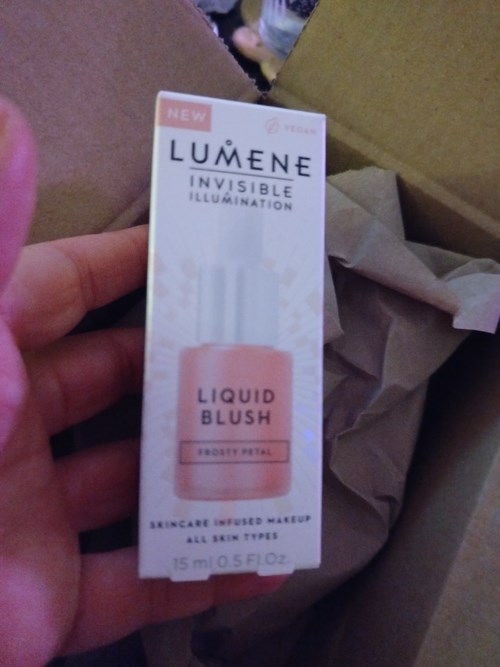 NEW
VEGAN
LUMENE
INVISIBLE
ILLUMINATION
LIQUID
BLUSH
FROSTY PETAL
SKINCARE INFUSED MAKEUP
ALL SKIN TYPES
15 ml 0.5 Fl.Oz.